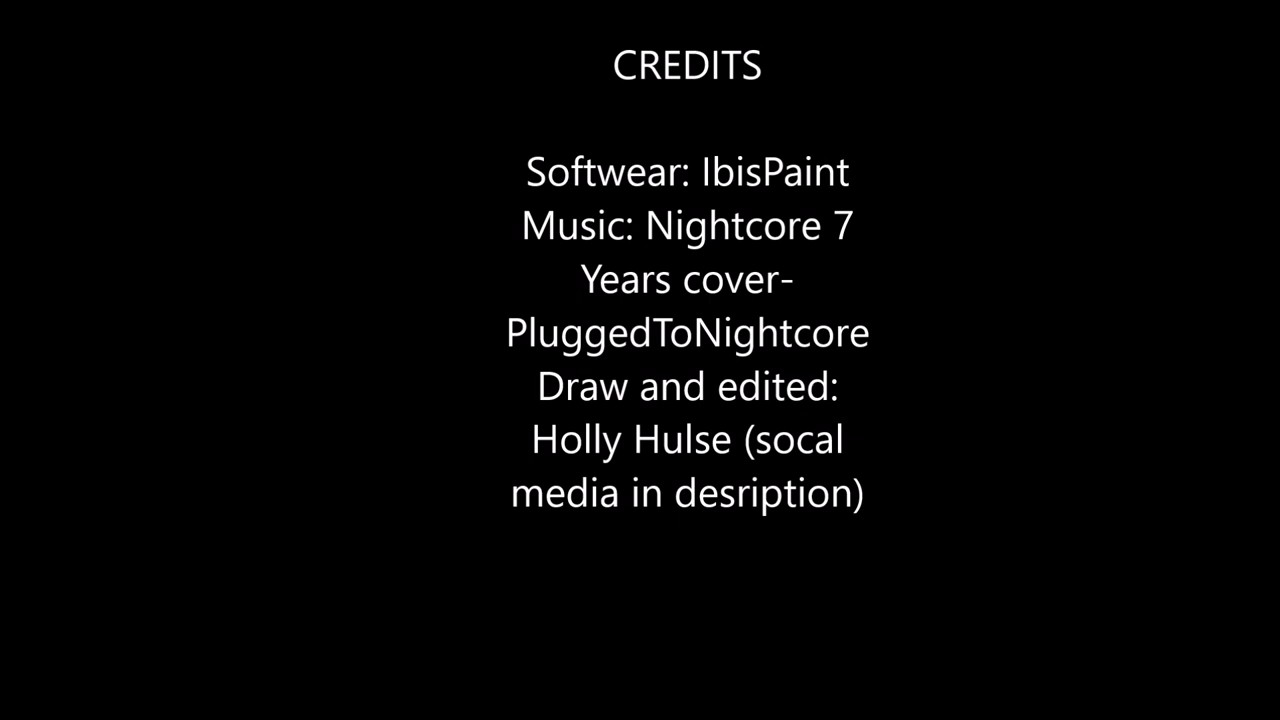 CREDITS
Softwear: IbisPaint
Music: Nightcore 7
Years cover-
PluggedToNightcore
Draw and edited:
Holly Hulse (socal
media in desription)